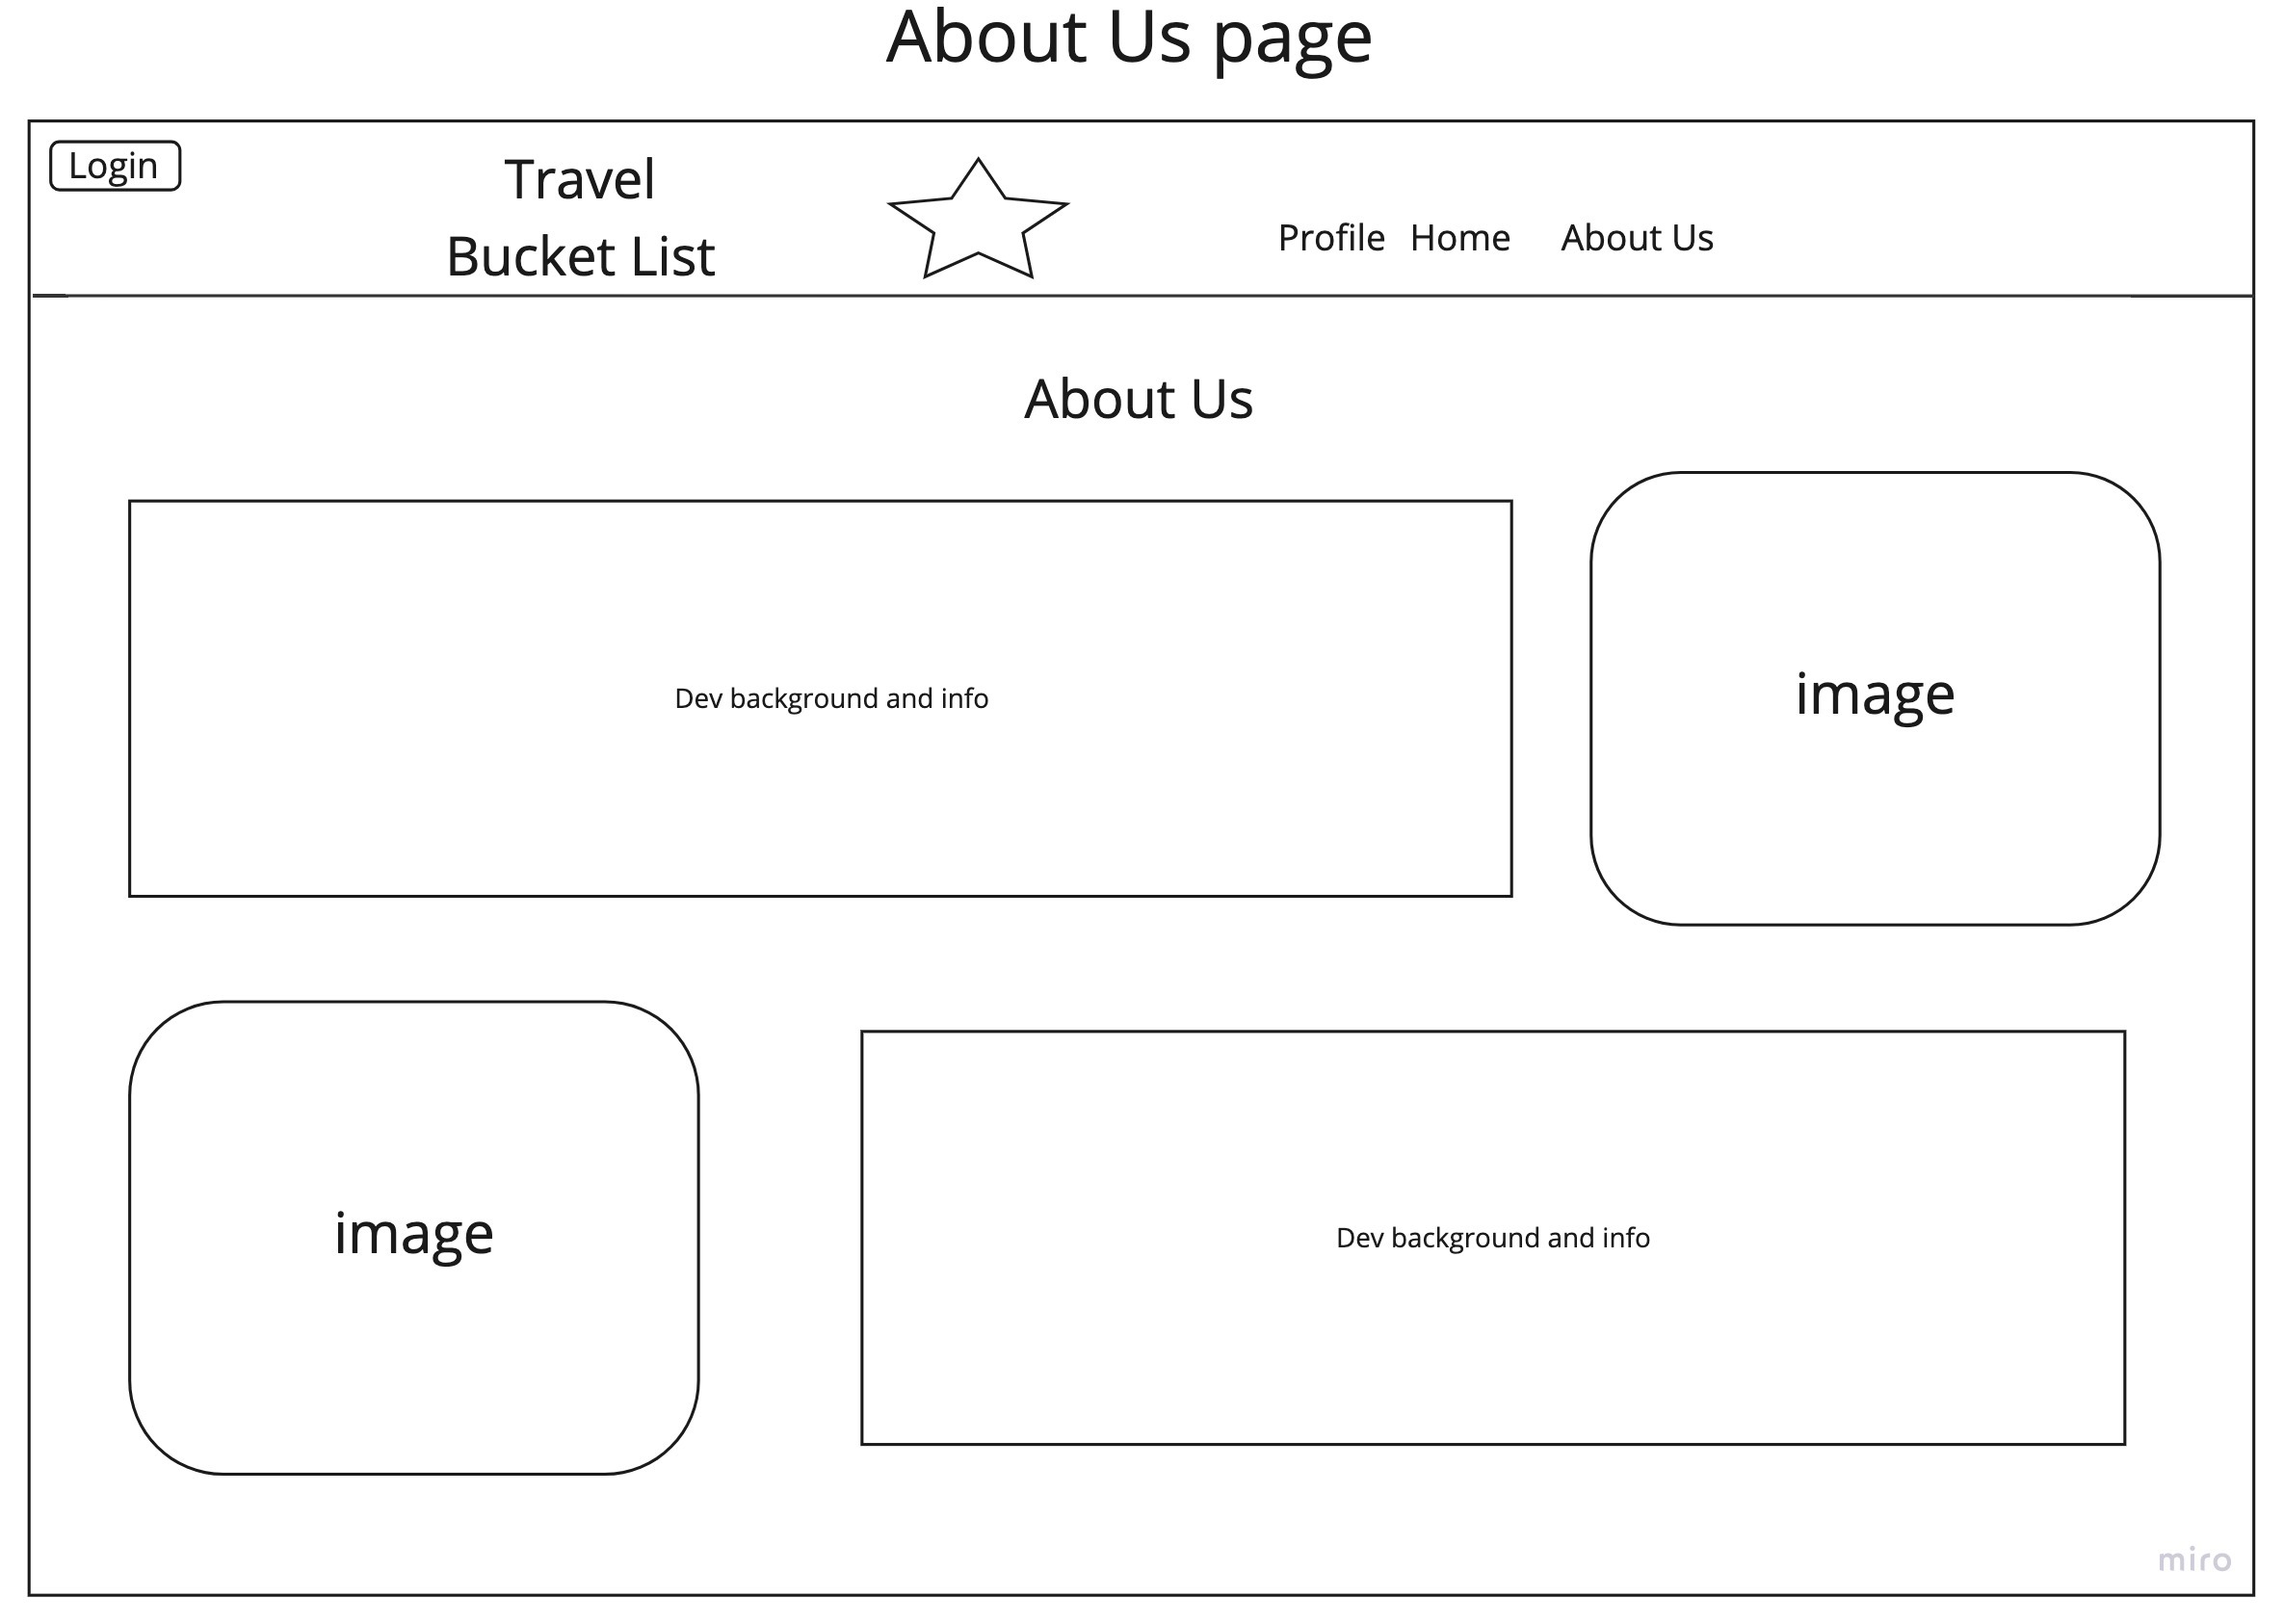 About Us page
Login
Travel
Bucket List
Profile Home About Us
About Us
Dev background and info
image
image
Dev background and info
miro